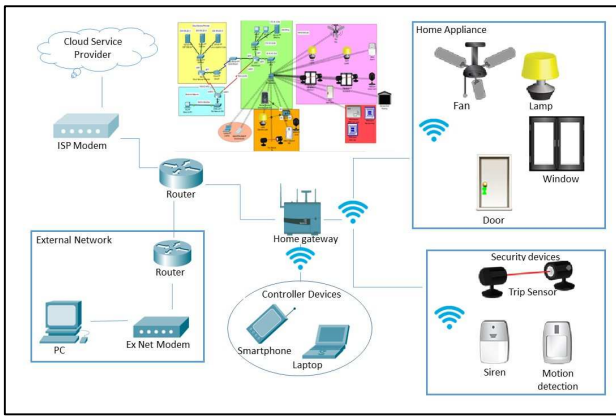 Cloud Service
Provider
ISP Modem
Router
External Network
Router
PC
Ex Net Modem
Home gateway
Controller Devices
Smartphone
Laptop
Home Appliance
Fan
Lamp
Window
Door
Security devices
Trip Sensor
Siren
Motion
detection